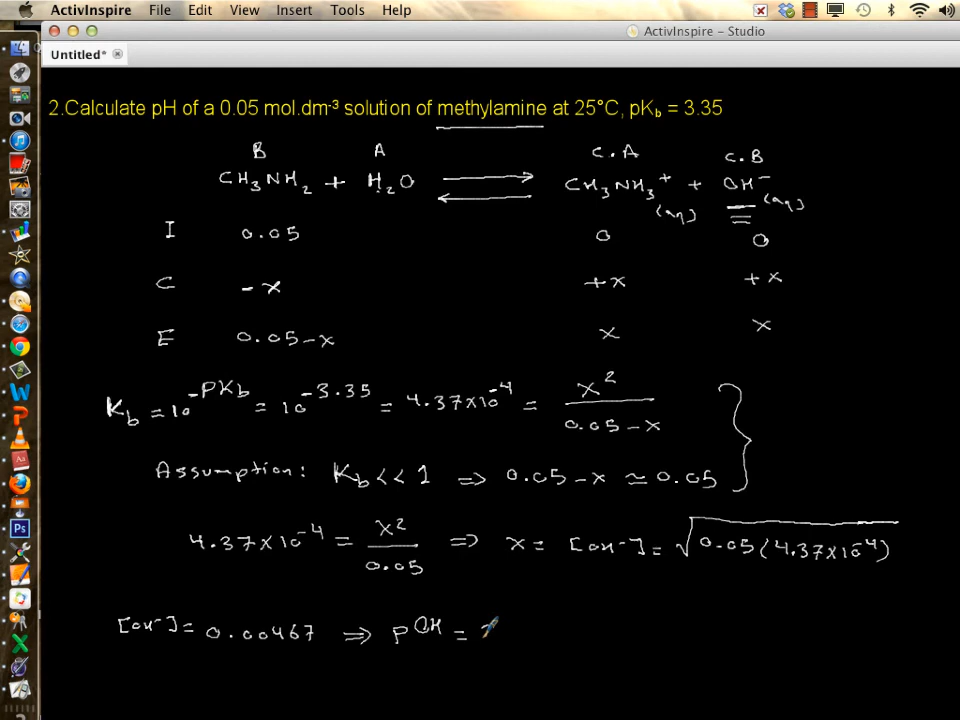 ActivInspire File Edit View Insert Tools Help
ActivInspire – Studio
Untitled*
2.Calculate pH of a 0.05 mol.dm⁻³ solution of methylamine at 25°C, pK_b = 3.35
B A C.A C.B
CH₃NH₂ + H₂O ⇌ CH₃NH₃⁺ (aq) + OH⁻ (aq)
I 0.05 0 0
C -x +x +x
E 0.05-x x x
K_b = 10^-PKb = 10^-3.35 = 4.37x10⁻⁴ = x² / 0.05-x
Assumption: K_b << 1 => 0.05-x ≈ 0.05
4.37x10⁻⁴ = x² / 0.05 => x = [OH⁻] = √0.05(4.37x10⁻⁴)
[OH⁻] = 0.00467 => POH =